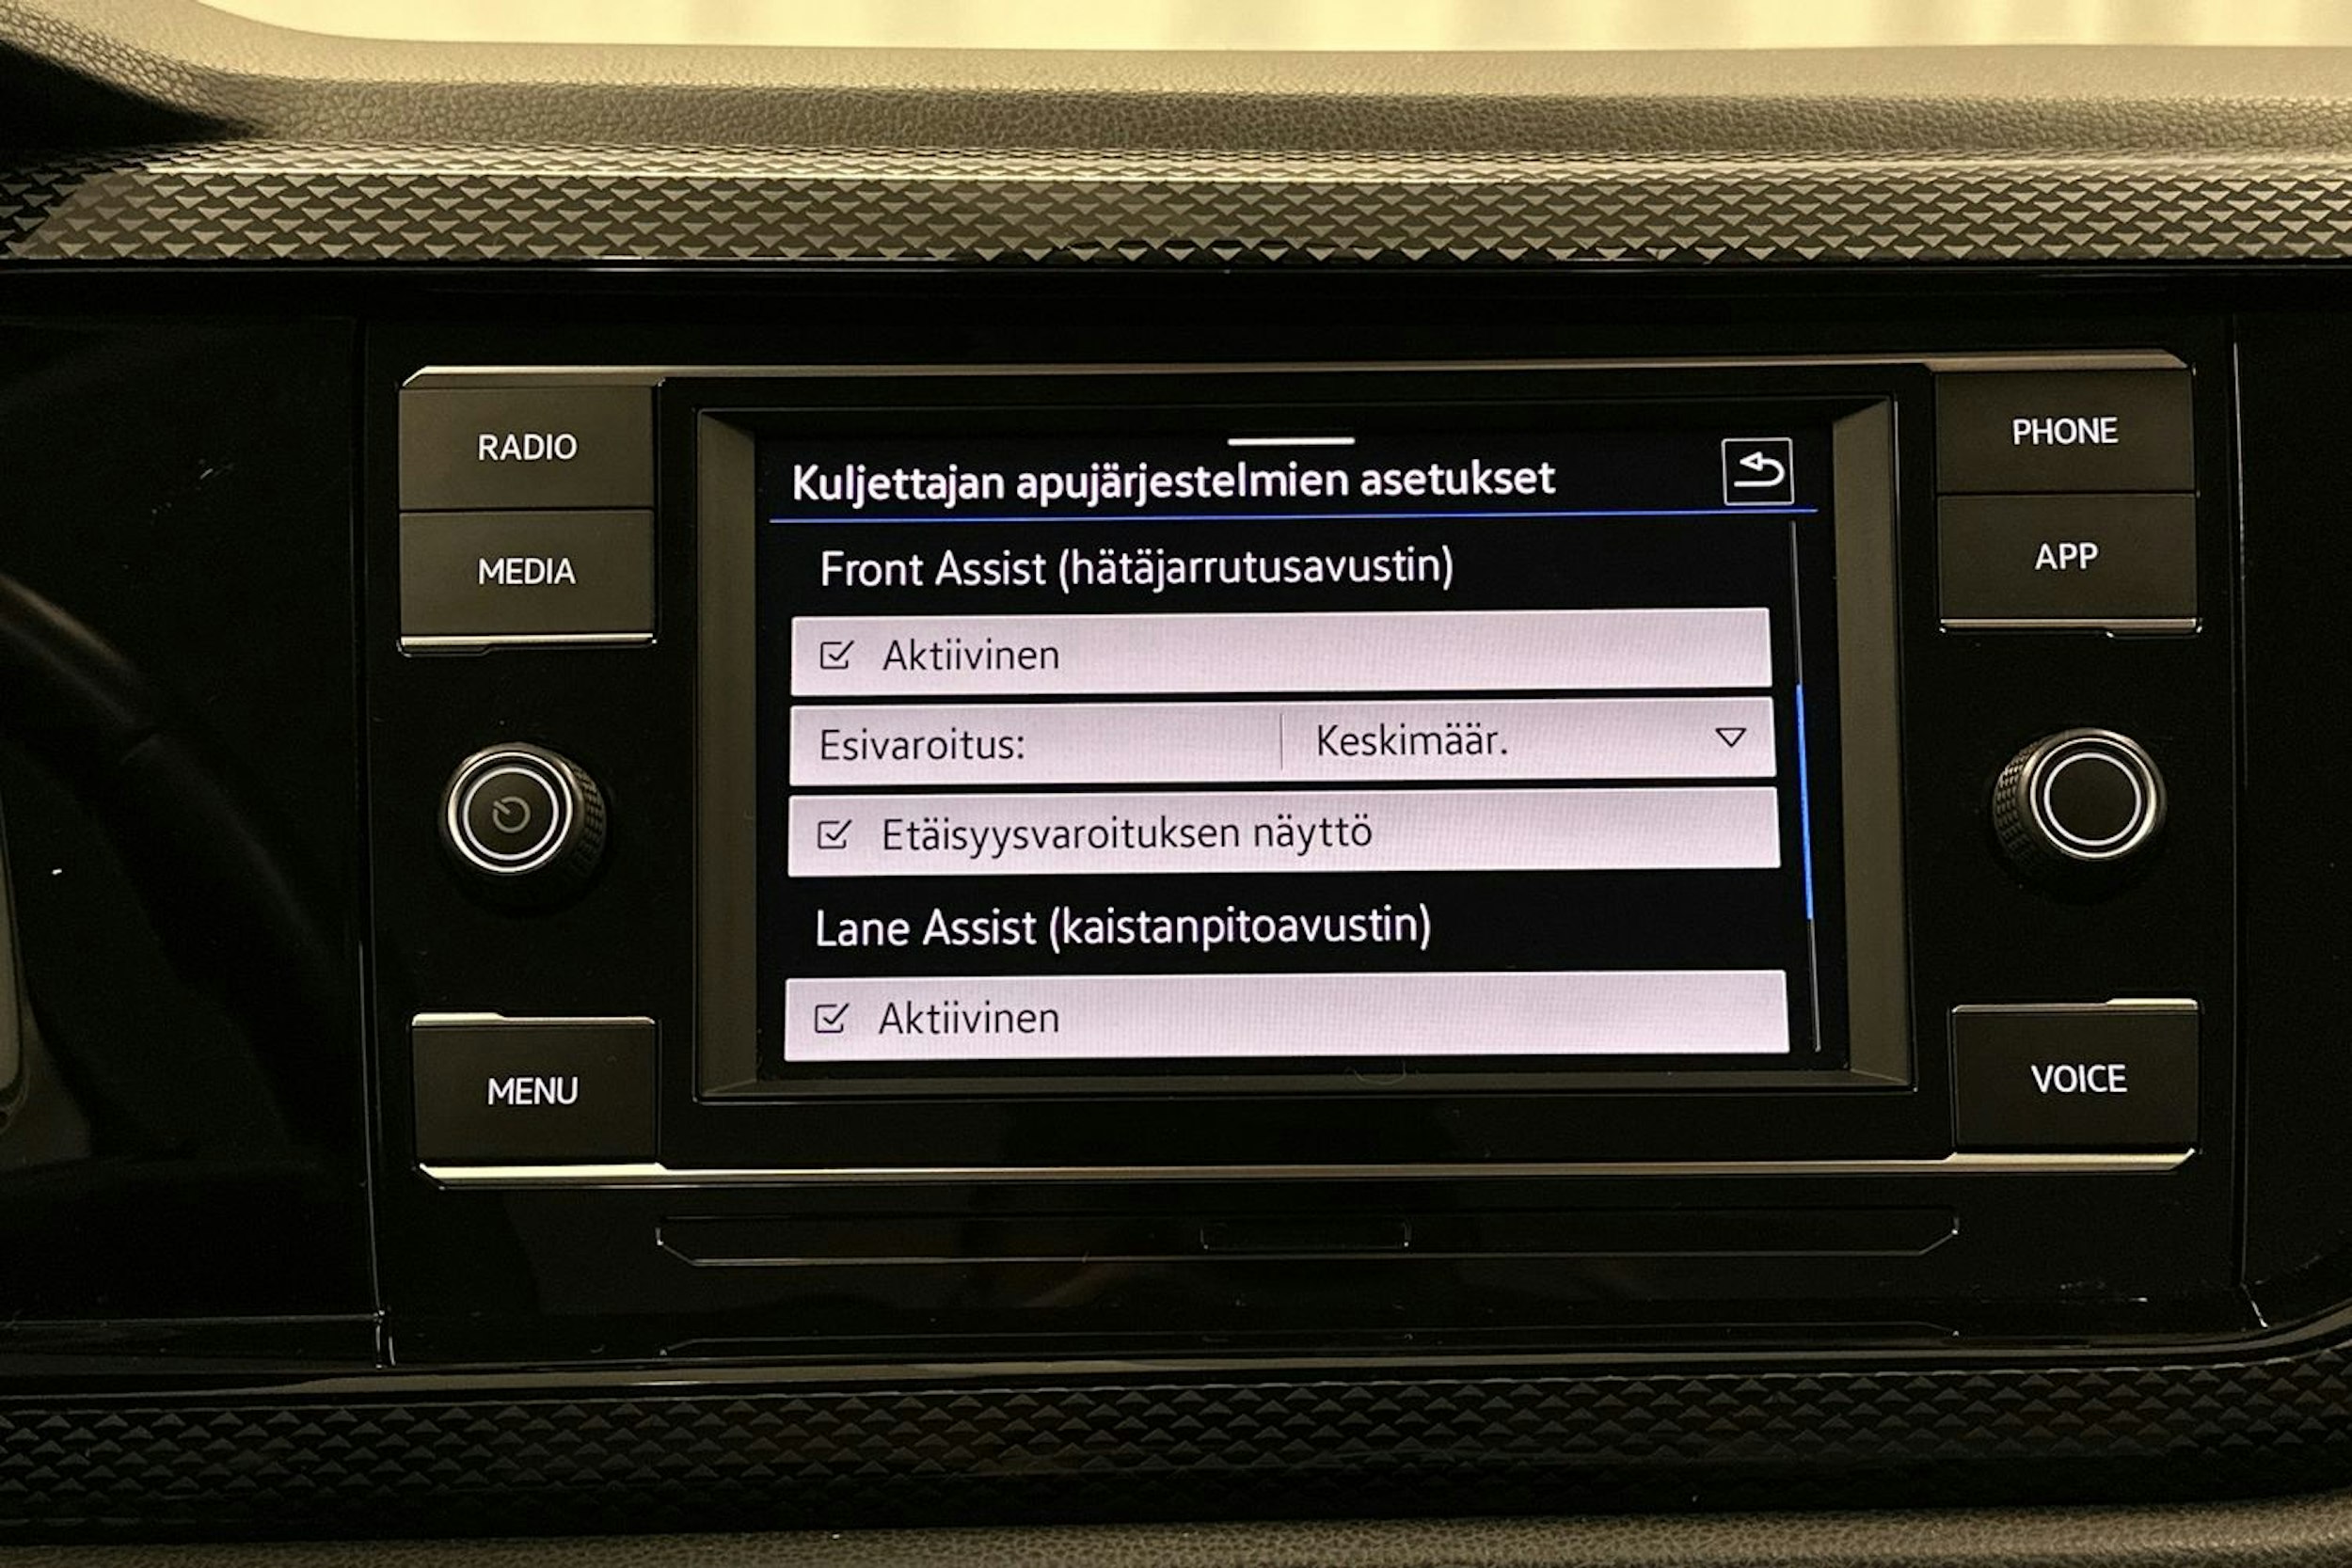 RADIO
MEDIA
MENU
Kuljettajan apujärjestelmien asetukset
Front Assist (hätäjarrutusavustin)
Aktiivinen
Esivaroitus: Keskimäär.
Etäisyysvaroituksen näyttö
Lane Assist (kaistanpitoavustin)
Aktiivinen
PHONE
APP
VOICE